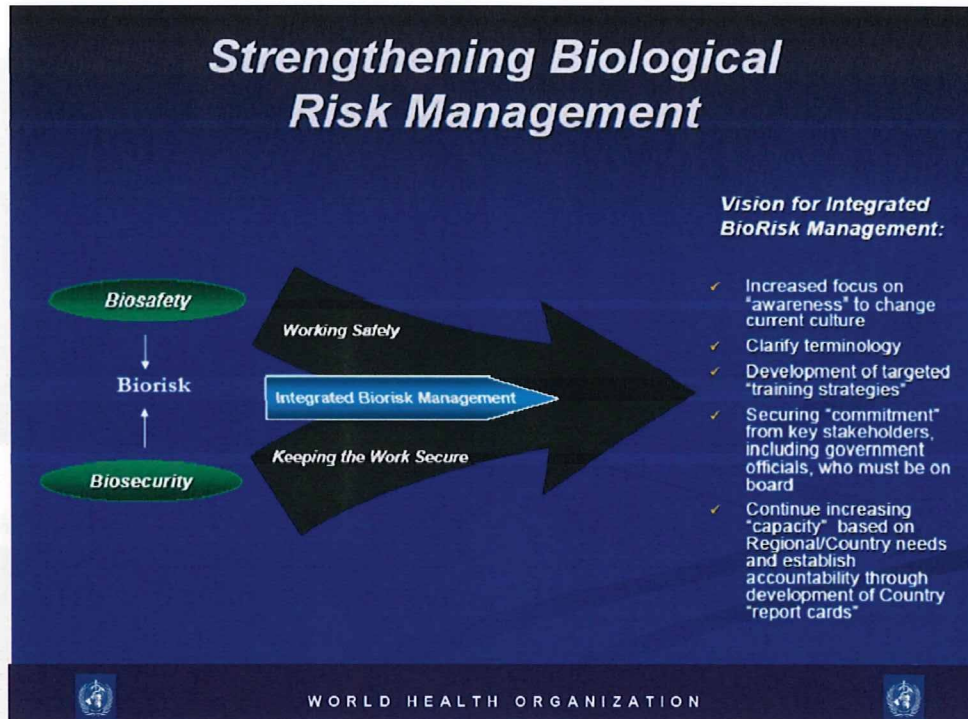 Strengthening Biological
Risk Management
Biosafety
Biorisk
Biosecurity
Working Safely
Integrated Biorisk Management
Keeping the Work Secure
Vision for Integrated
BioRisk Management:
✓ Increased focus on
"awareness" to change
current culture
✓ Clarify terminology
✓ Development of targeted
"training strategies"
✓ Securing "commitment"
from key stakeholders,
including government
officials, who must be on
board
✓ Continue increasing
"capacity" based on
Regional/Country needs
and establish
accountability through
development of Country
"report cards"
WORLD HEALTH ORGANIZATION